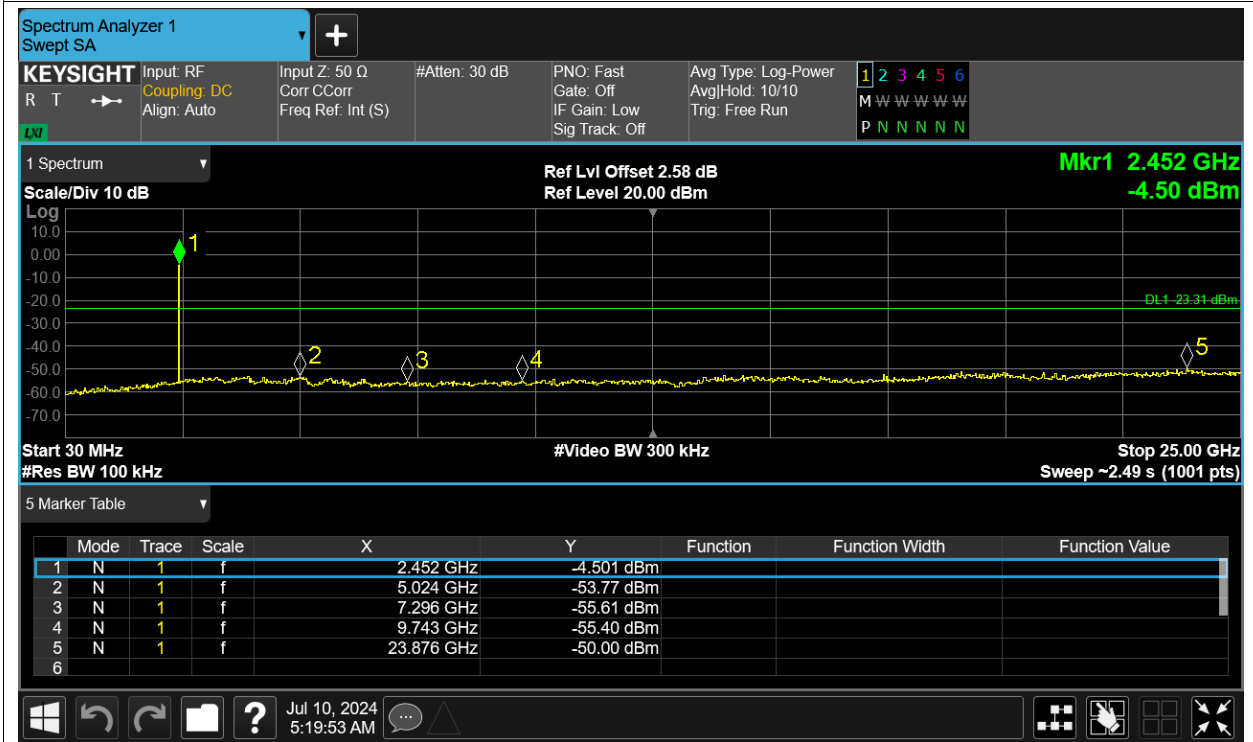 Spectrum Analyzer 1
Swept SA
+
KEYSIGHT Input: RF Input Z: 50 Ω #Atten: 30 dB PNO: Fast Avg Type: Log-Power 1 2 3 4 5 6
R T Coupling: DC Corr CCorr Gate: Off Avg|Hold: 10/10 M W W W W W
Align: Auto Freq Ref: Int (S) IF Gain: Low Trig: Free Run
LXI Sig Track: Off P N N N N N
1 Spectrum Ref Lvl Offset 2.58 dB Mkr1 2.452 GHz
Scale/Div 10 dB Ref Level 20.00 dBm -4.50 dBm
Log
10.0
1
0.00
-10.0
-20.0 DL1 -23.31 dBm
-30.0
-40.0 2 3 4 5
-50.0
-60.0
-70.0
Start 30 MHz #Video BW 300 kHz Stop 25.00 GHz
#Res BW 100 kHz Sweep ~2.49 s (1001 pts)
5 Marker Table
Mode Trace Scale X Y Function Function Width Function Value
1 N 1 f 2.452 GHz -4.501 dBm
2 N 1 f 5.024 GHz -53.77 dBm
3 N 1 f 7.296 GHz -55.61 dBm
4 N 1 f 9.743 GHz -55.40 dBm
5 N 1 f 23.876 GHz -50.00 dBm
6
? Jul 10, 2024
5:19:53 AM